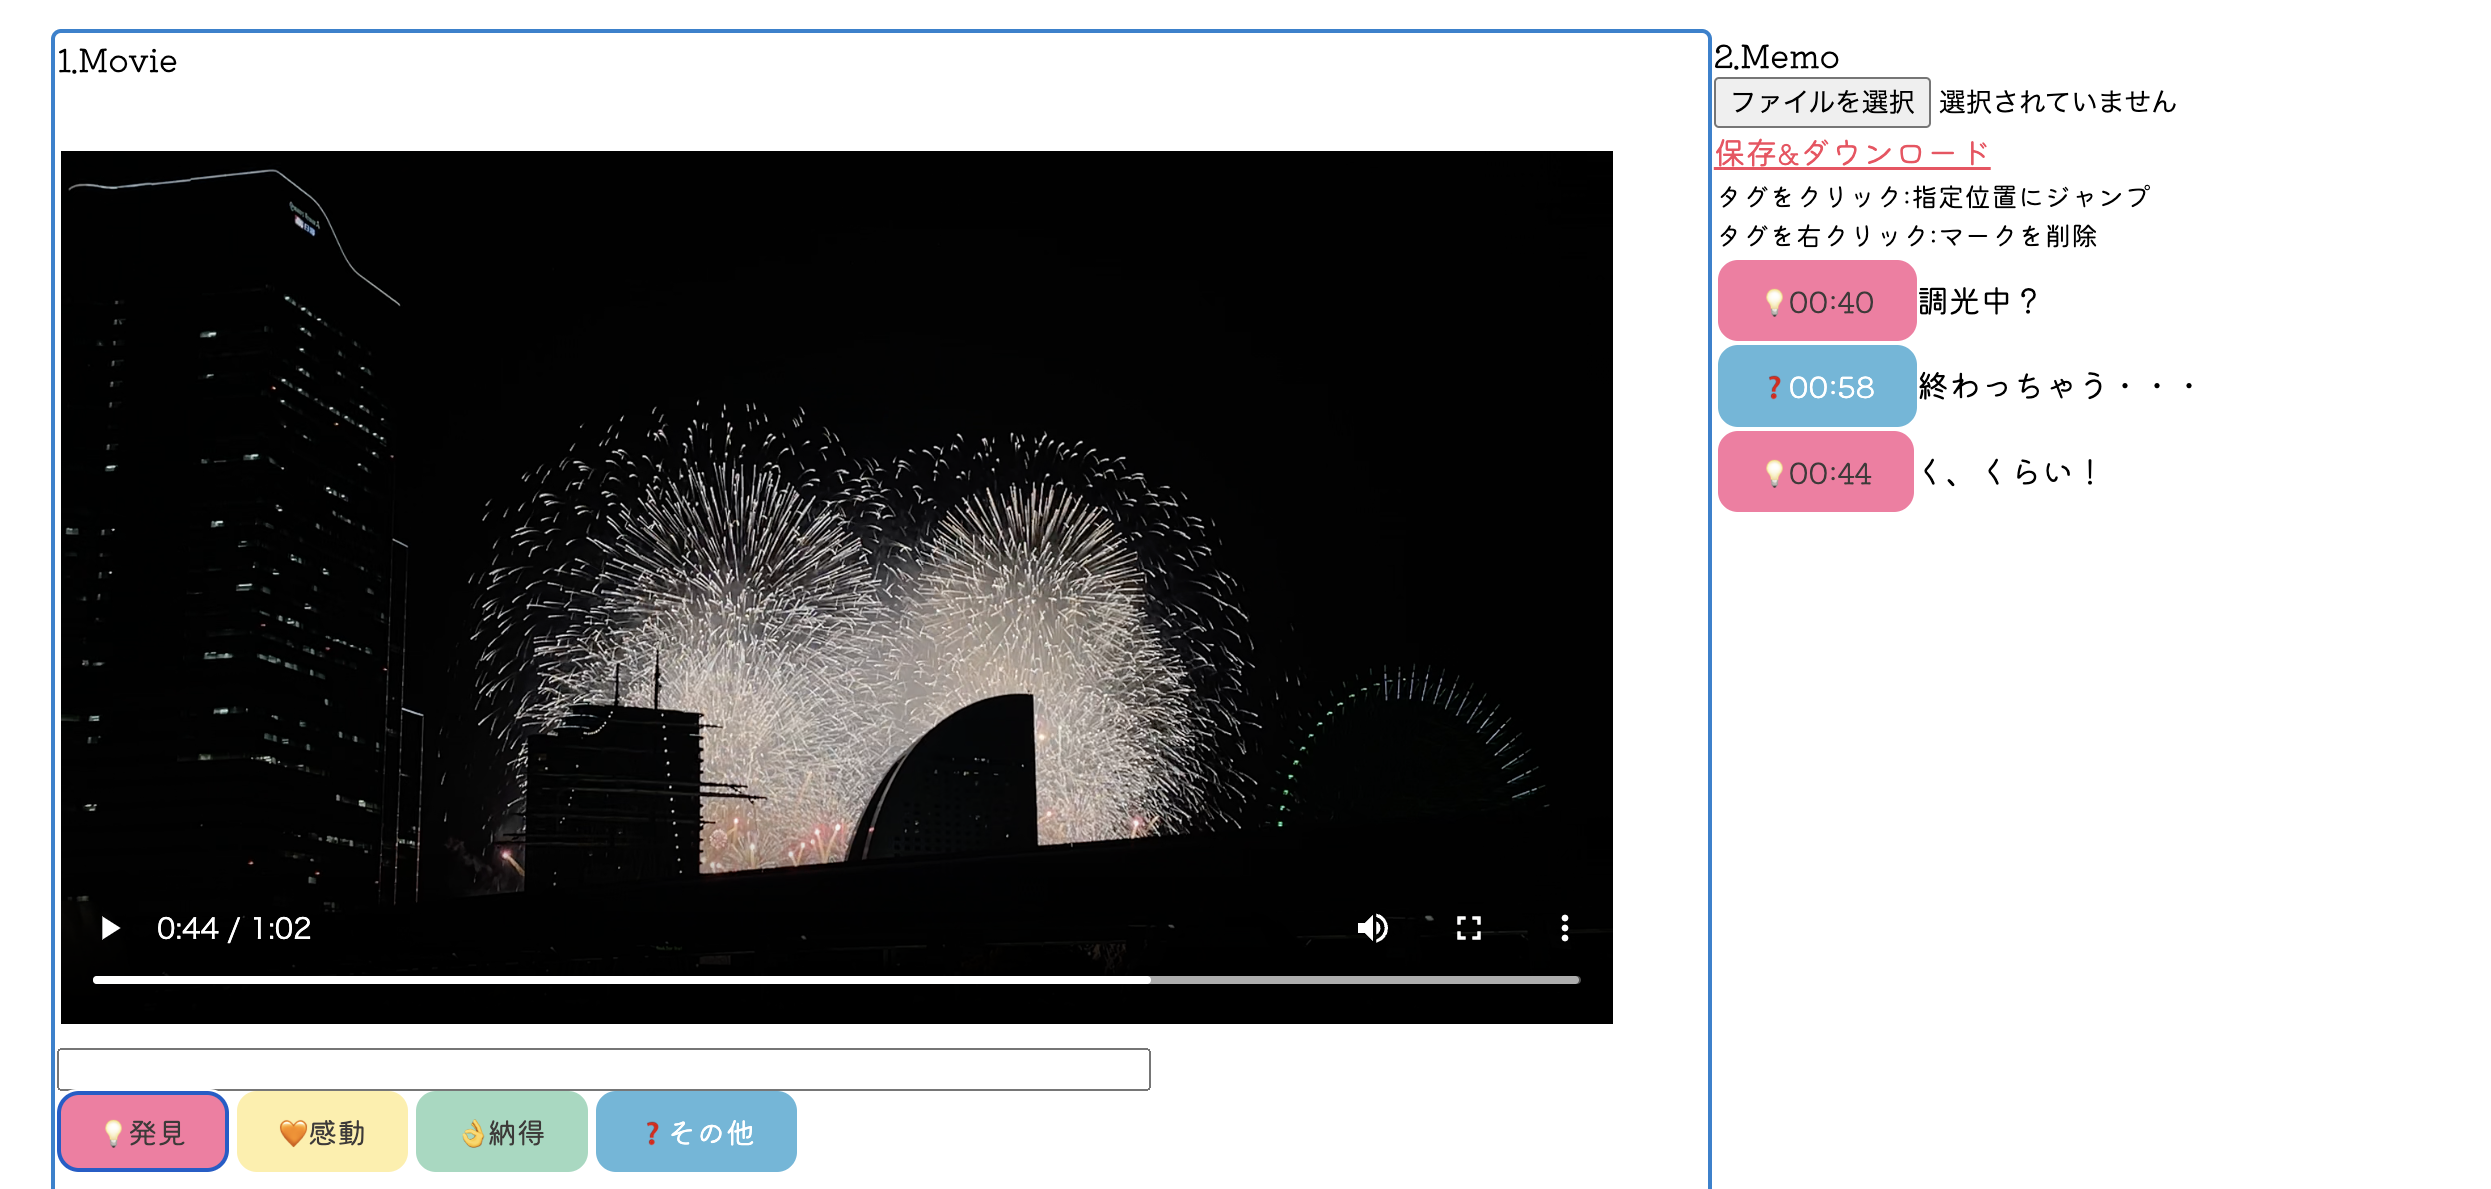 1.Movie
0:44 / 1:02
💡発見
🧡感動
👌納得
❓その他
2.Memo
ファイルを選択 選択されていません
保存&ダウンロード
タグをクリック:指定位置にジャンプ
タグを右クリック:マークを削除
💡00:40 調光中？
❓00:58 終わっちゃう・・・
💡00:44 く、くらい！